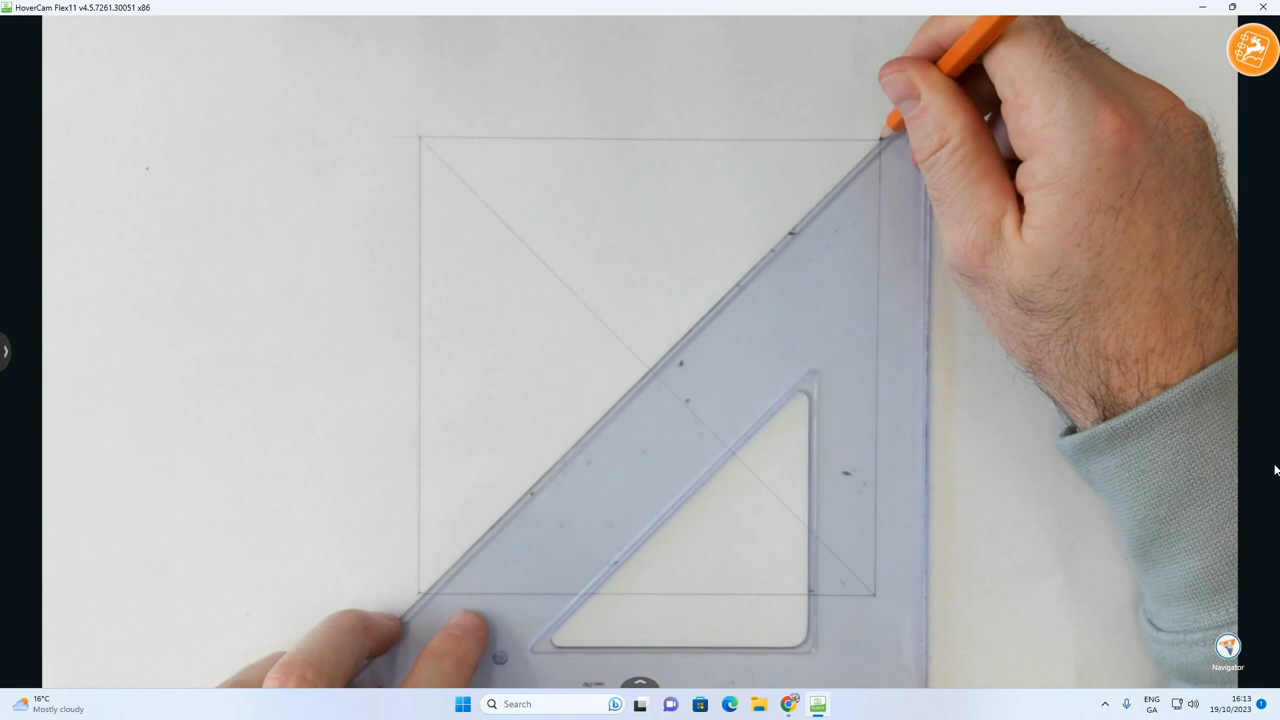 HoverCam Flex11 v4.5.7261.30051 x86
Navigator
16°C
Mostly cloudy
Search
ENG
GA
16:13
19/10/2023